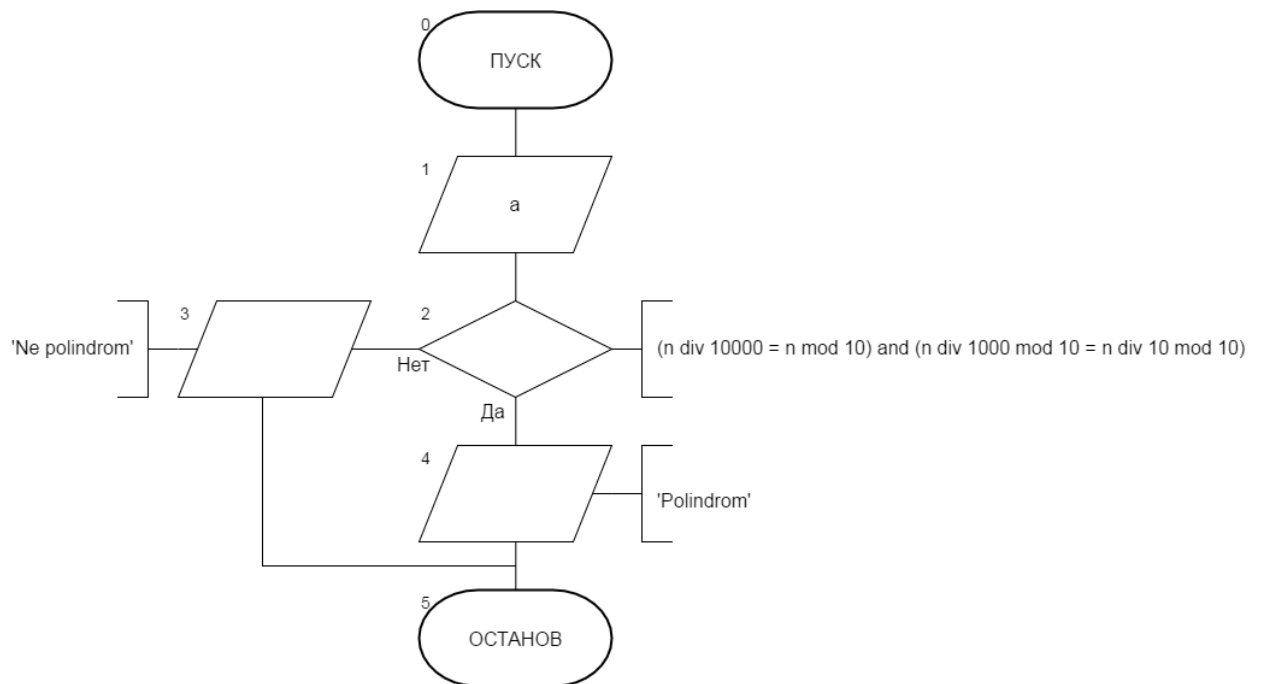 0
ПУСК
1
a
3
2
'Ne polindrom'
(n div 10000 = n mod 10) and (n div 1000 mod 10 = n div 10 mod 10)
Нет
Да
4
'Polindrom'
5
ОСТАНОВ